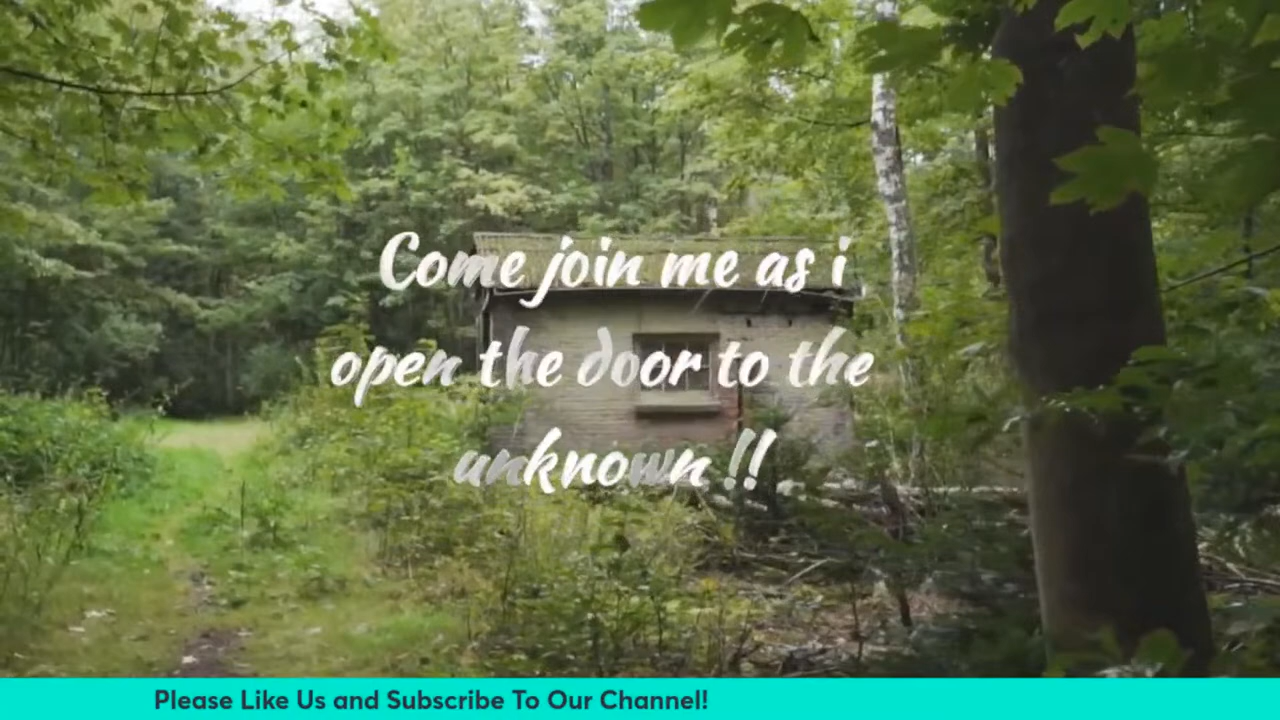 Come join me as i
open the door to the
unknown !!
Please Like Us and Subscribe To Our Channel!